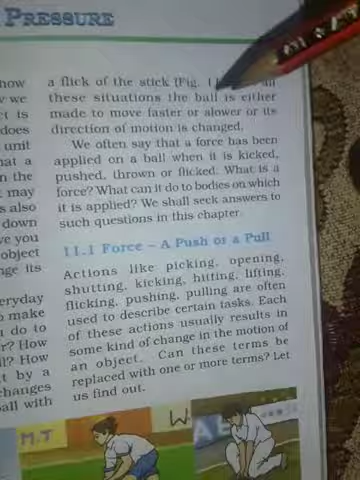 PRESSURE
how
we
t is
does
unit
at a
n the
may
s also
down
ve you
object
nge its
eryday
o make
u do to
r? How
l? How
t by a
changes
ball with
a flick of the stick (Fig. 1
these situations the ball is either
made to move faster or slower or its
direction of motion is changed.
We often say that a force has been
applied on a ball when it is kicked,
pushed, thrown or flicked. What is a
force? What can it do to bodies on which
it is applied? We shall seek answers to
such questions in this chapter.
11.1 Force – A Push or a Pull
Actions like picking, opening,
shutting, kicking, hitting, lifting,
flicking, pushing, pulling are often
used to describe certain tasks. Each
of these actions usually results in
some kind of change in the motion of
an object. Can these terms be
replaced with one or more terms? Let
us find out.
M.T
W